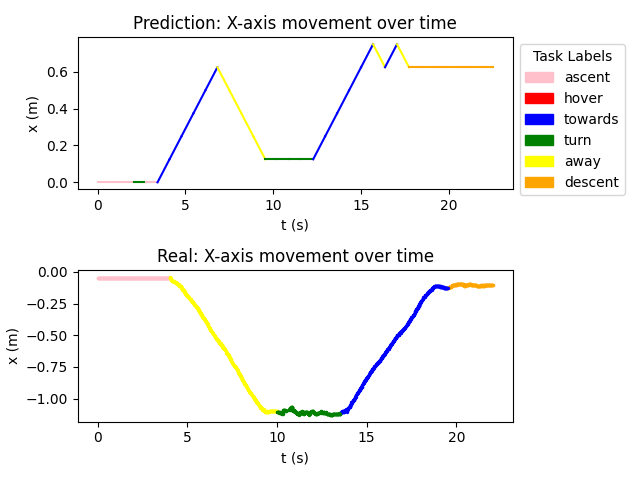 Prediction: X-axis movement over time
x (m)
0.6
0.4
0.2
0.0
0
5
10
15
20
t (s)
Task Labels
ascent
hover
towards
turn
away
descent
Real: X-axis movement over time
x (m)
0.00
−0.25
−0.50
−0.75
−1.00
0
5
10
15
20
t (s)